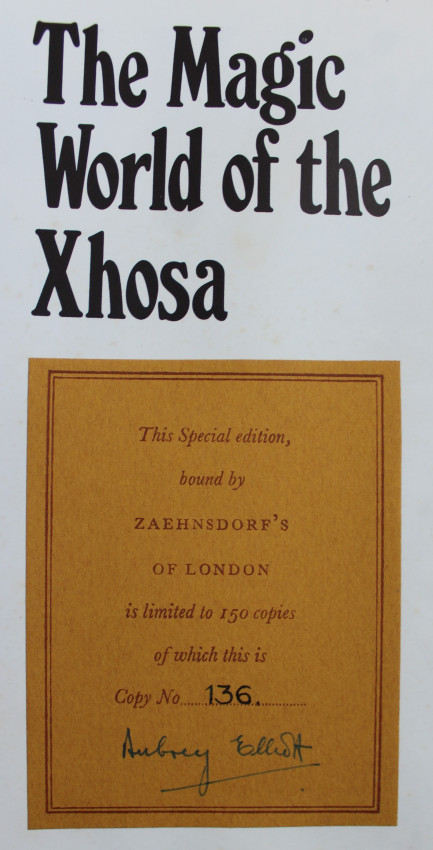 The Magic
World of the
Xhosa
This Special edition,
bound by
ZAEHNSDORF'S
OF LONDON
is limited to 150 copies
of which this is
Copy No......136..........
Aubrey Elliott